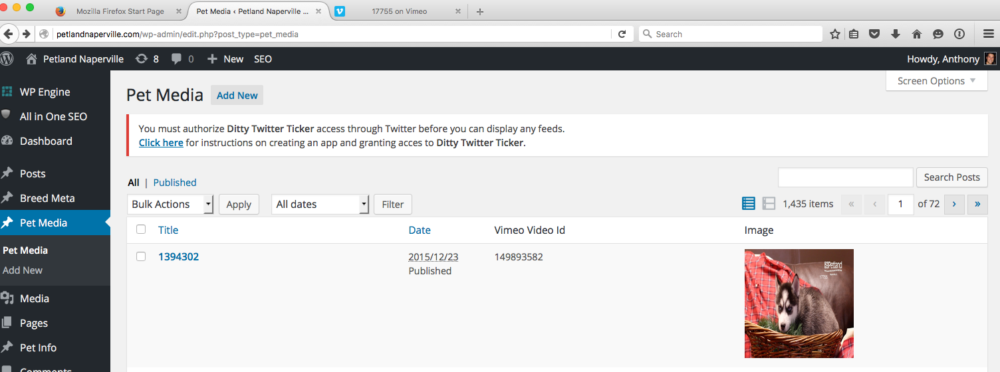 Mozilla Firefox Start Page
Pet Media ‹ Petland Naperville ...
17755 on Vimeo
petlandnaperville.com/wp-admin/edit.php?post_type=pet_media
Search
Petland Naperville 8 0 New SEO
Howdy, Anthony
WP Engine
All in One SEO
Dashboard
Posts
Breed Meta
Pet Media
Pet Media
Add New
Media
Pages
Pet Info
Comments
Screen Options
Pet Media Add New
You must authorize Ditty Twitter Ticker access through Twitter before you can display any feeds.
Click here for instructions on creating an app and granting acces to Ditty Twitter Ticker.
All | Published
Search Posts
Bulk Actions Apply All dates Filter
1,435 items « ‹ 1 of 72 › »
Title Date Vimeo Video Id Image
1394302 2015/12/23 149893582
Published
Petland
17755